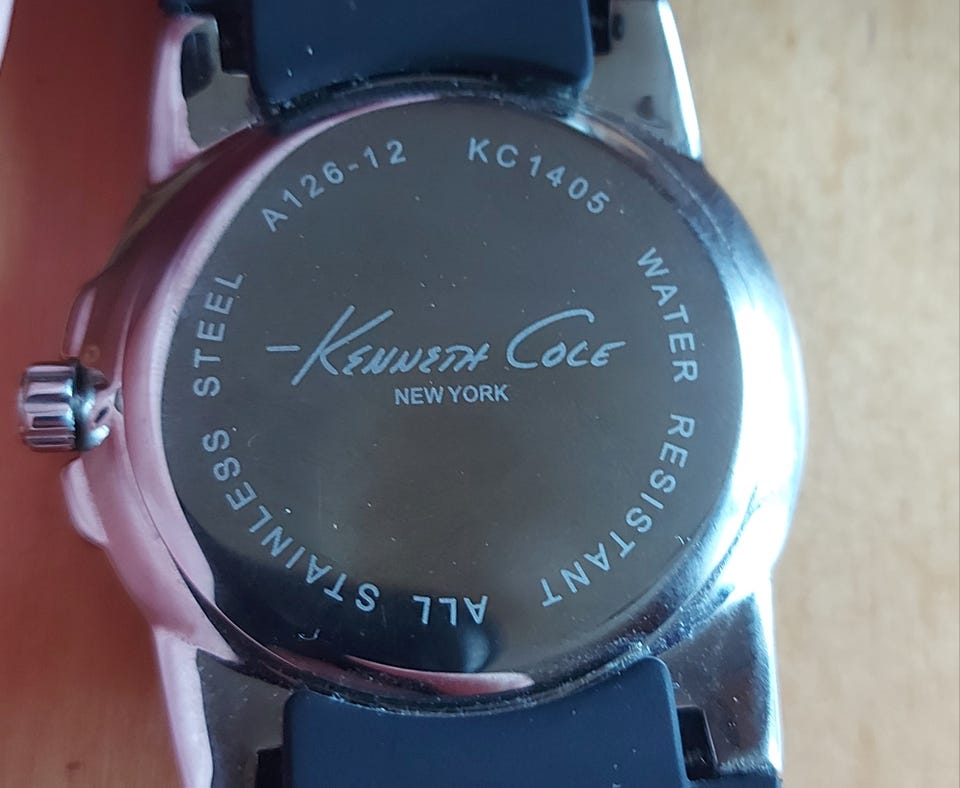 A126-12 KC1405 WATER RESISTANT ALL STAINLESS STEEL
KENNETH COLE
NEW YORK